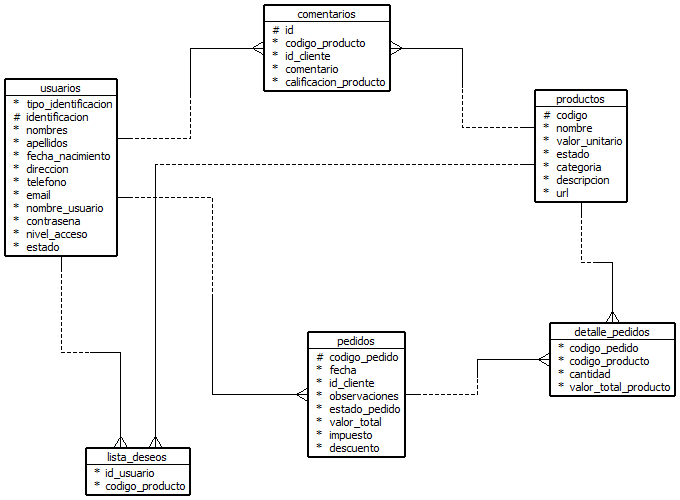 comentarios
# id
* codigo_producto
* id_cliente
* comentario
* calificacion_producto
usuarios
* tipo_identificacion
# identificacion
* nombres
* apellidos
* fecha_nacimiento
* direccion
* telefono
* email
* nombre_usuario
* contrasena
* nivel_acceso
* estado
productos
# codigo
* nombre
* valor_unitario
* estado
* categoria
* descripcion
* url
pedidos
# codigo_pedido
* fecha
* id_cliente
* observaciones
* estado_pedido
* valor_total
* impuesto
* descuento
detalle_pedidos
* codigo_pedido
* codigo_producto
* cantidad
* valor_total_producto
lista_deseos
* id_usuario
* codigo_producto